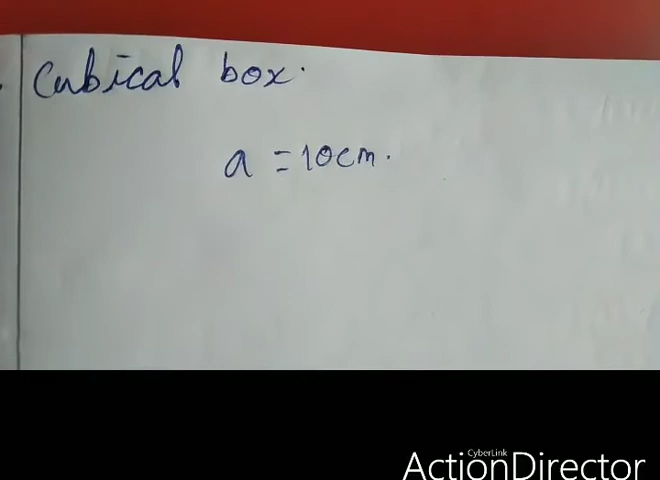 Cubical box.
a = 10cm.
CyberLink
ActionDirector